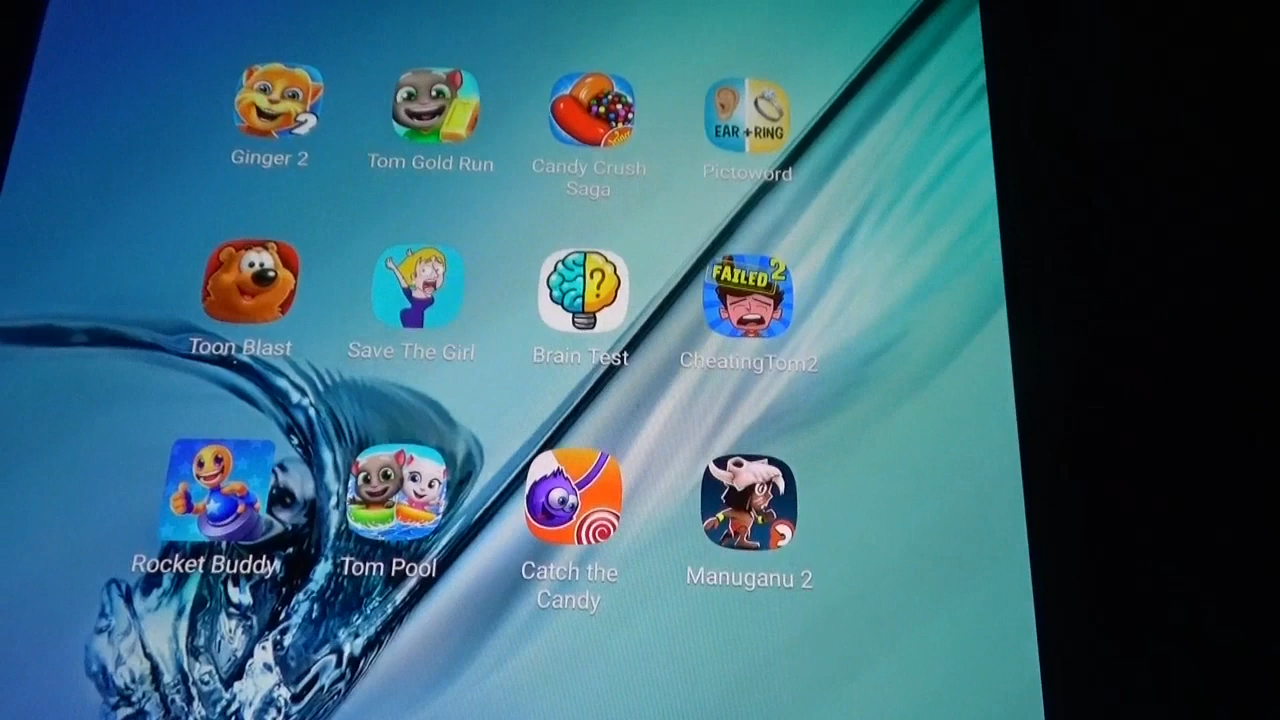 2
EAR + RING
Ginger 2
Tom Gold Run
Candy Crush
Saga
Pictoword
?
FAILED 2
Toon Blast
Save The Girl
Brain Test
CheatingTom2
Rocket Buddy
Tom Pool
Catch the
Candy
Manuganu 2